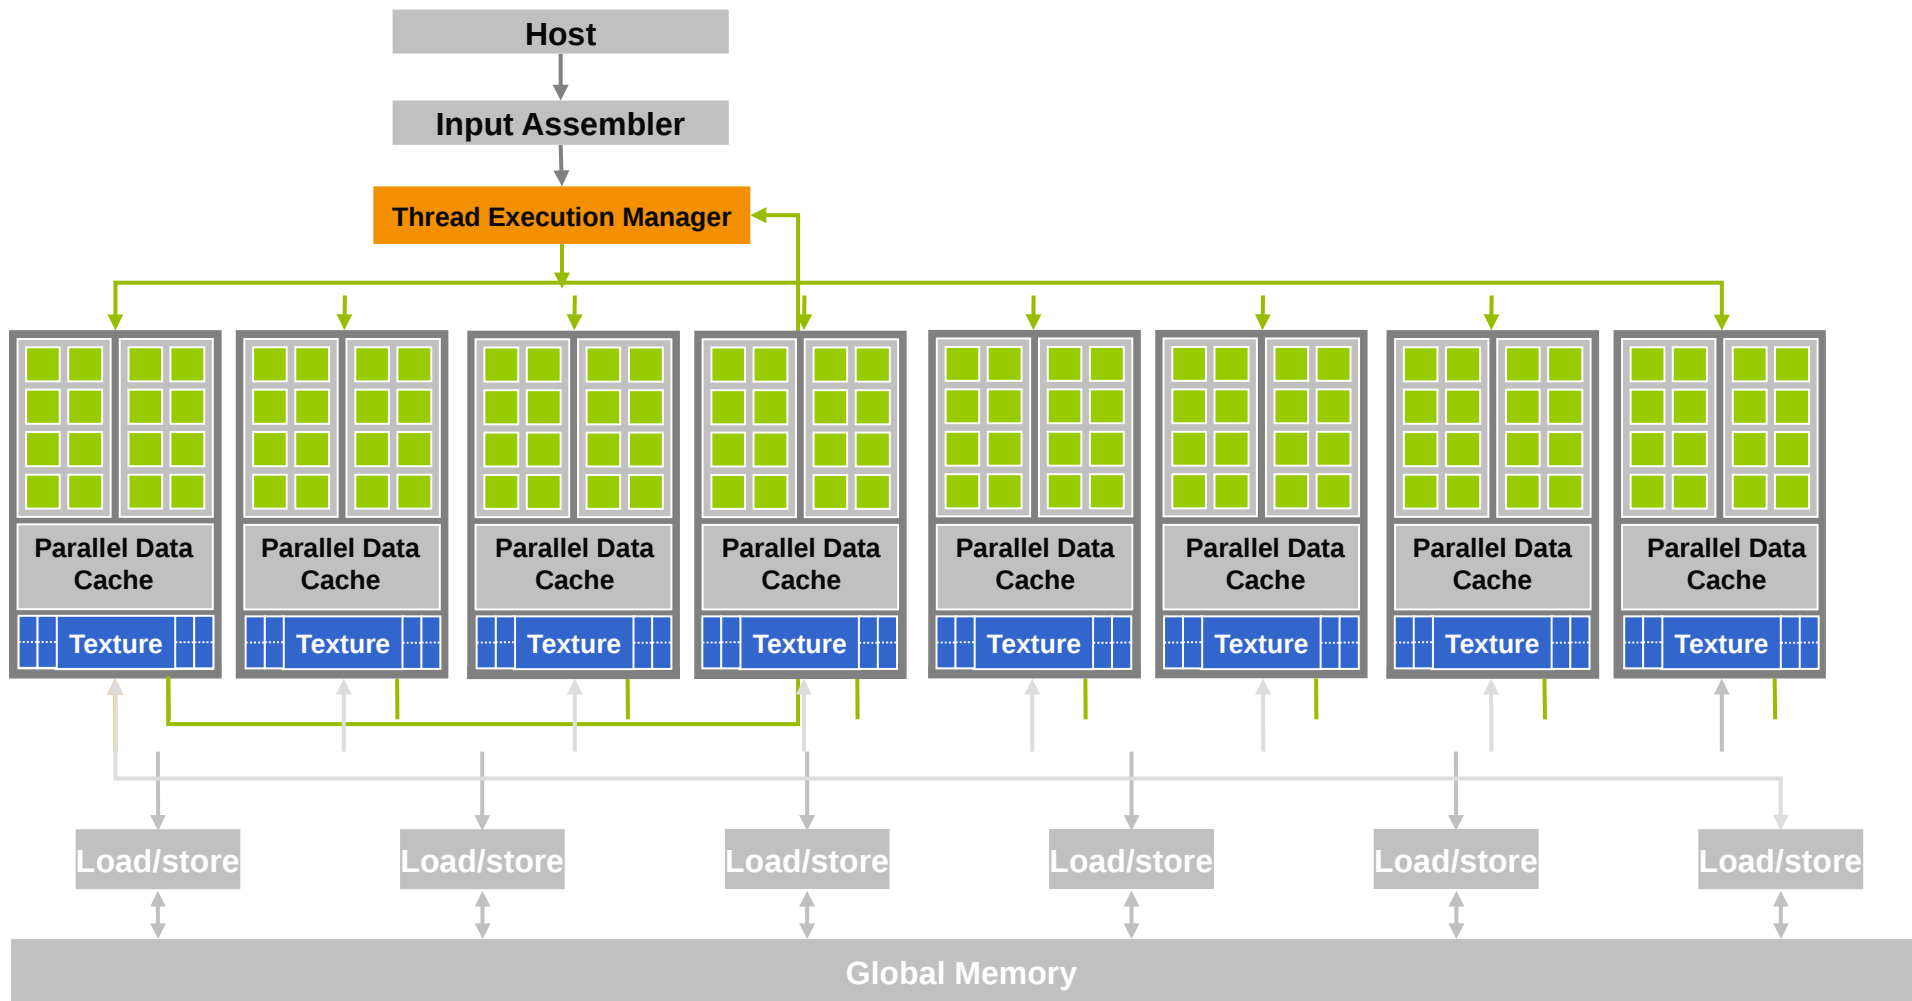 Host
Input Assembler
Thread Execution Manager
Parallel Data
Cache
Parallel Data
Cache
Parallel Data
Cache
Parallel Data
Cache
Parallel Data
Cache
Parallel Data
Cache
Parallel Data
Cache
Parallel Data
Cache
Texture
Texture
Texture
Texture
Texture
Texture
Texture
Texture
Load/store
Load/store
Load/store
Load/store
Load/store
Load/store
Global Memory